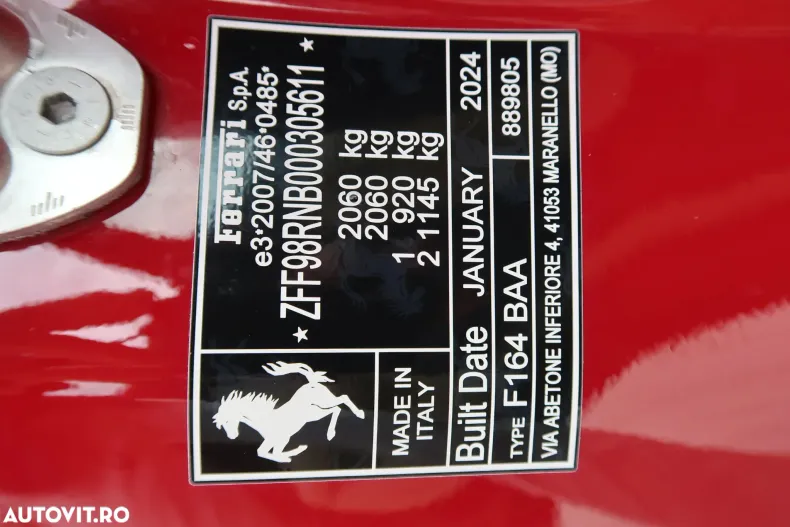 Ferrari S.p.A.
e3*2007/46*0485*
★ ZFF98RNB000305611 ★
2060 kg
2060 kg
1 920 kg
2 1145 kg
MADE IN
ITALY
Built Date JANUARY 2024
TYPE F164 BAA 889805
VIA ABETONE INFERIORE 4, 41053 MARANELLO (MO)
AUTOVIT.RO